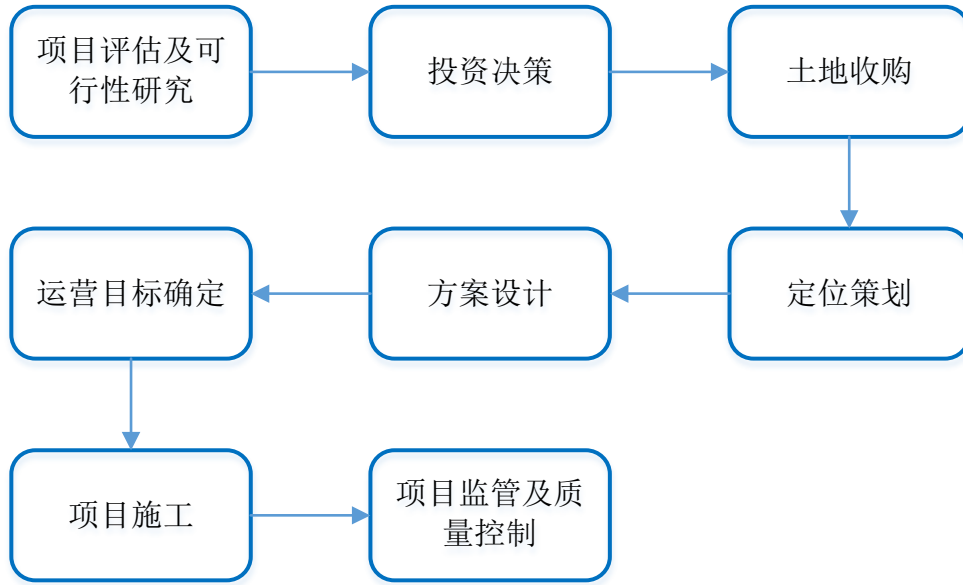 项目评估及可
行性研究
投资决策
土地收购
定位策划
方案设计
运营目标确定
项目施工
项目监管及质
量控制